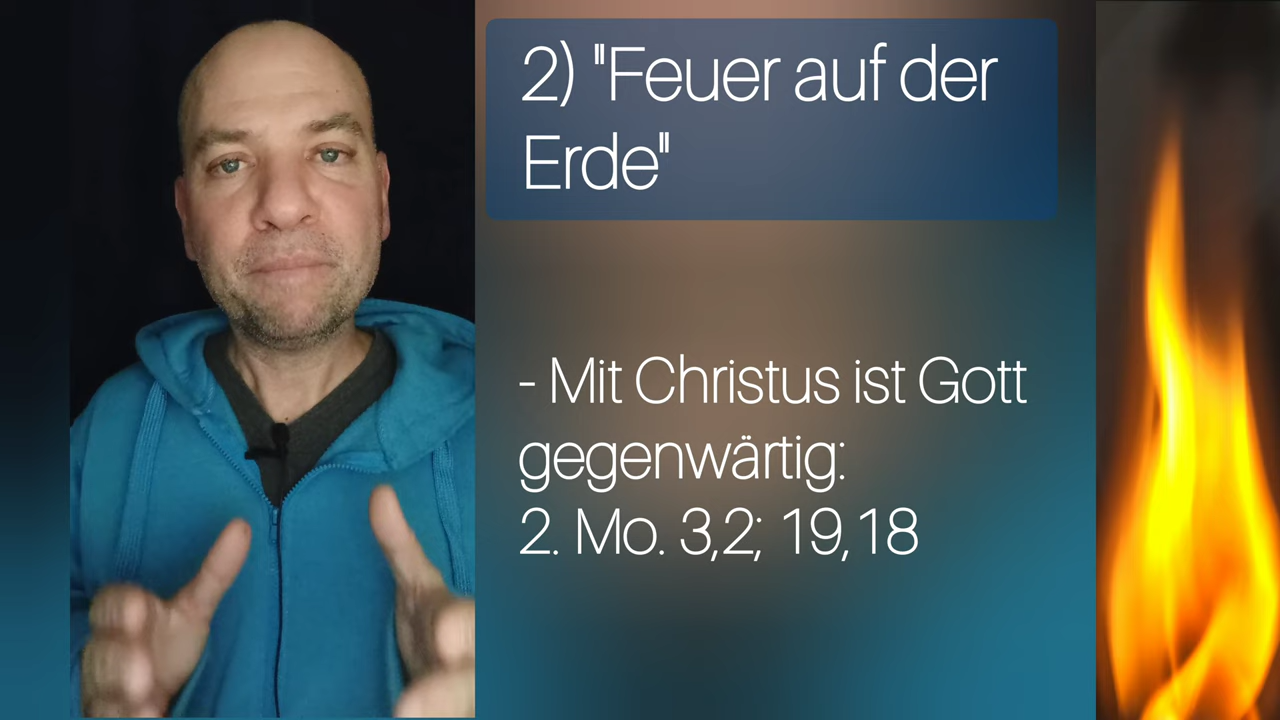 2) "Feuer auf der
Erde"
- Mit Christus ist Gott
gegenwärtig:
2. Mo. 3,2; 19,18